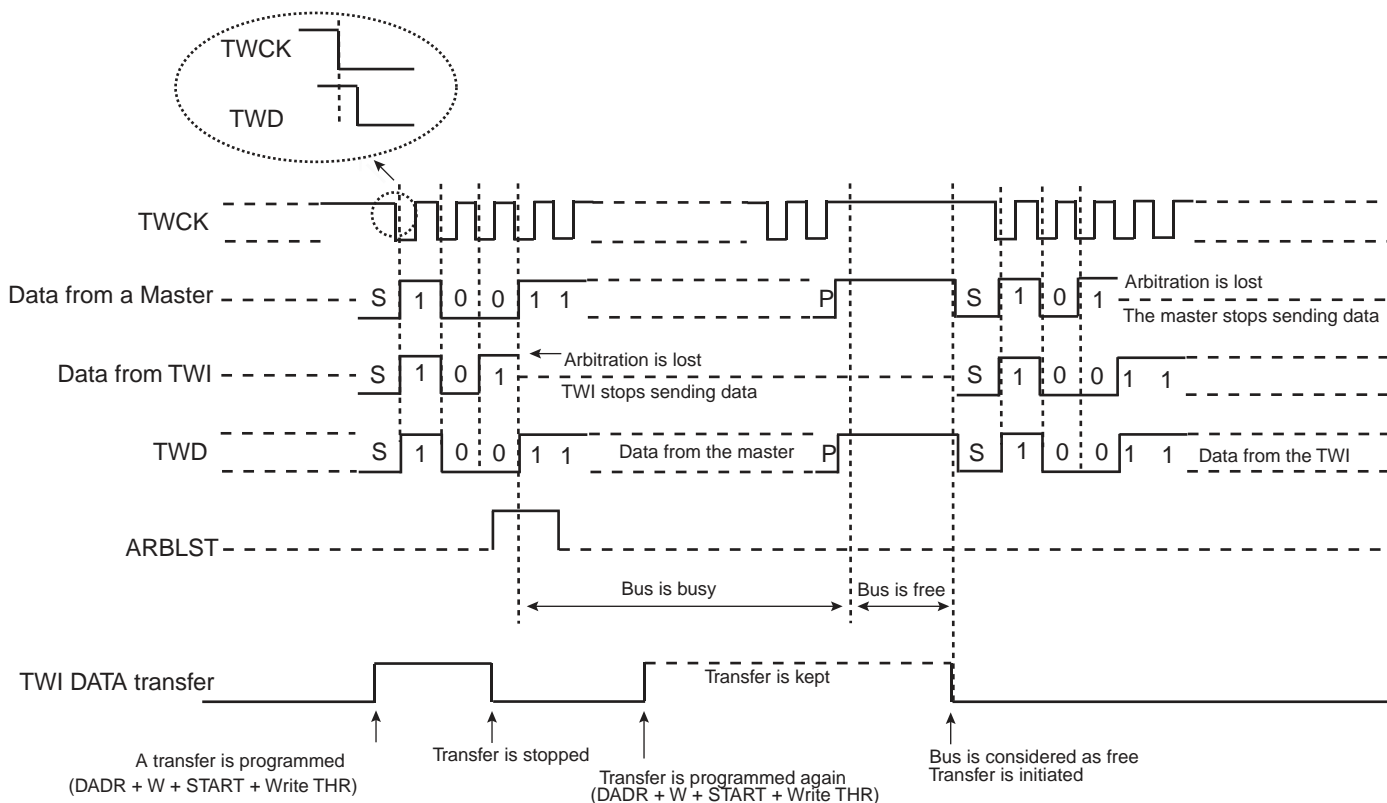 TWCK
TWD
TWCK
Data from a Master
S 1 0 0 1 1
P
S 1 0 1
Arbitration is lost
The master stops sending data
Data from TWI
S 1 0 1
Arbitration is lost
TWI stops sending data
S 1 0 0 1 1
TWD
S 1 0 0 1 1
Data from the master
P
S 1 0 0 1 1
Data from the TWI
ARBLST
Bus is busy
Bus is free
TWI DATA transfer
Transfer is kept
A transfer is programmed
(DADR + W + START + Write THR)
Transfer is stopped
Transfer is programmed again
(DADR + W + START + Write THR)
Bus is considered as free
Transfer is initiated